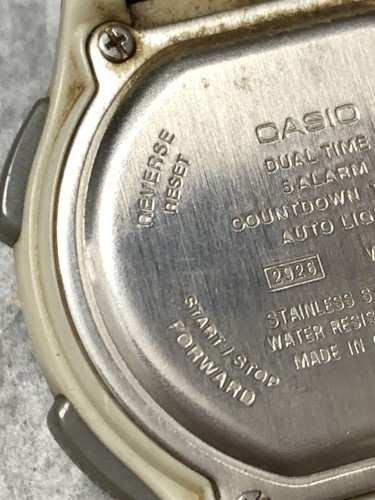 CASIO
DUAL TIME
5 ALARM
COUNTDOWN
AUTO
2926
STAINLESS
WATER
MADE IN
REVERSE
RESET
START / STOP
FORWARD